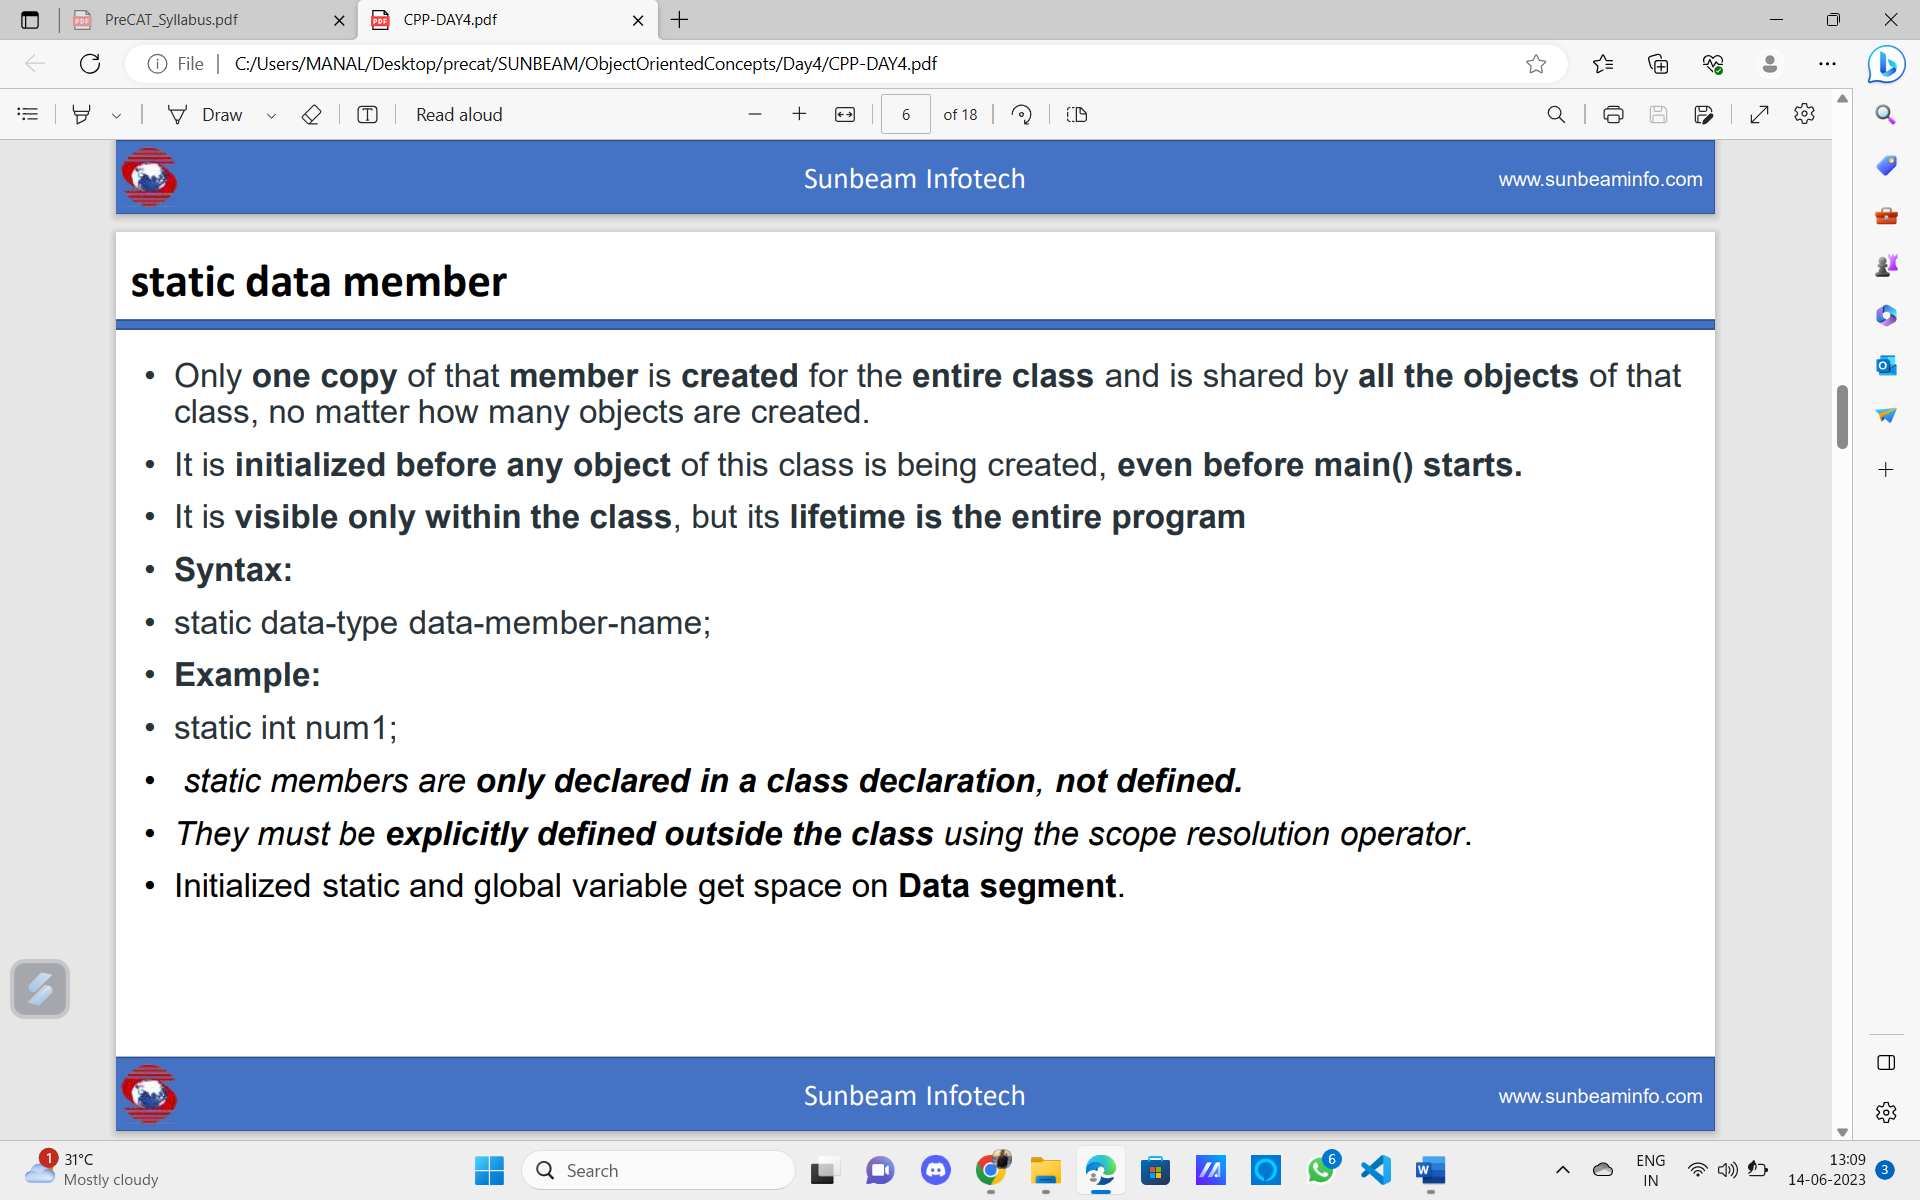 PreCAT_Syllabus.pdf
CPP-DAY4.pdf
File C:/Users/MANAL/Desktop/precat/SUNBEAM/ObjectOrientedConcepts/Day4/CPP-DAY4.pdf
Draw Read aloud 6 of 18
Sunbeam Infotech www.sunbeaminfo.com
static data member
• Only one copy of that member is created for the entire class and is shared by all the objects of that
class, no matter how many objects are created.
• It is initialized before any object of this class is being created, even before main() starts.
• It is visible only within the class, but its lifetime is the entire program
• Syntax:
• static data-type data-member-name;
• Example:
• static int num1;
• static members are only declared in a class declaration, not defined.
• They must be explicitly defined outside the class using the scope resolution operator.
• Initialized static and global variable get space on Data segment.
Sunbeam Infotech www.sunbeaminfo.com
1 31°C
Mostly cloudy
Search
6
ENG
IN
13:09
14-06-2023
3